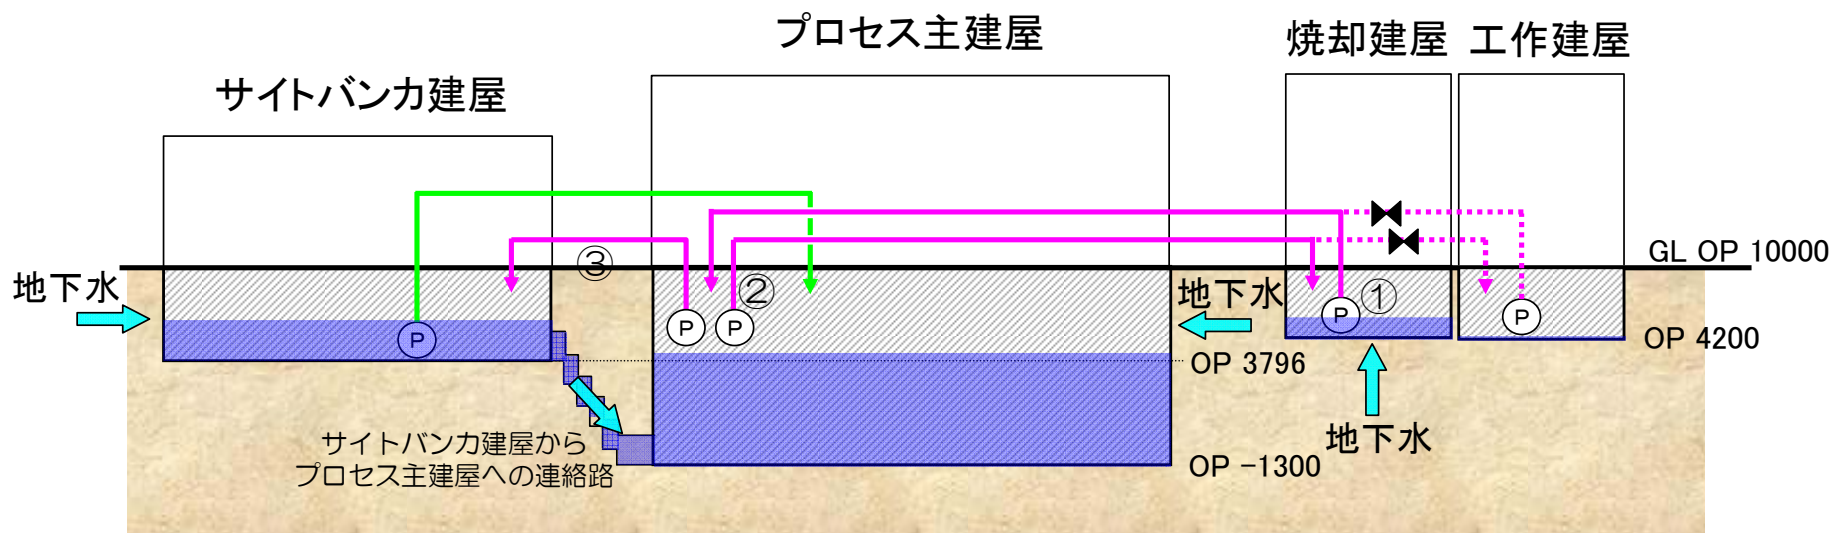 サイトバンカ建屋
プロセス主建屋
焼却建屋
工作建屋
GL OP 10000
地下水
P
③
P
P
②
地下水
P
①
P
OP 4200
OP 3796
地下水
サイトバンカ建屋から
プロセス主建屋への連絡路
OP -1300